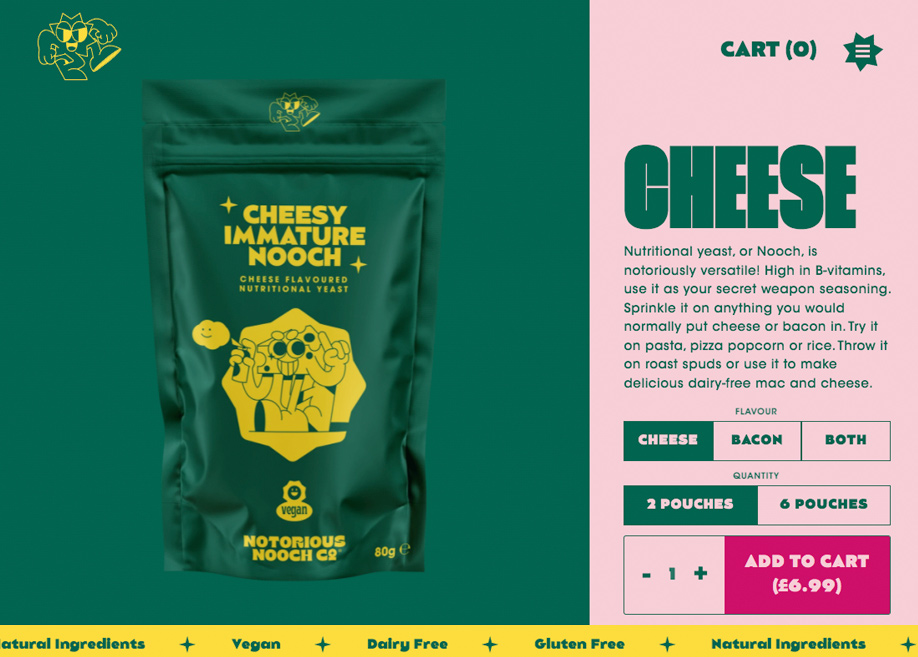 CART (0)
CHEESY
IMMATURE
NOOCH
CHEESE FLAVOURED
NUTRITIONAL YEAST
vegan
NOTORIOUS
NOOCH CO
80g ℮
CHEESE
Nutritional yeast, or Nooch, is
notoriously versatile! High in B-vitamins,
use it as your secret weapon seasoning.
Sprinkle it on anything you would
normally put cheese or bacon in. Try it
on pasta, pizza popcorn or rice. Throw it
on roast spuds or use it to make
delicious dairy-free mac and cheese.
FLAVOUR
CHEESE BACON BOTH
QUANTITY
2 POUCHES 6 POUCHES
- 1 + ADD TO CART
(£6.99)
atural Ingredients Vegan Dairy Free Gluten Free Natural Ingredients